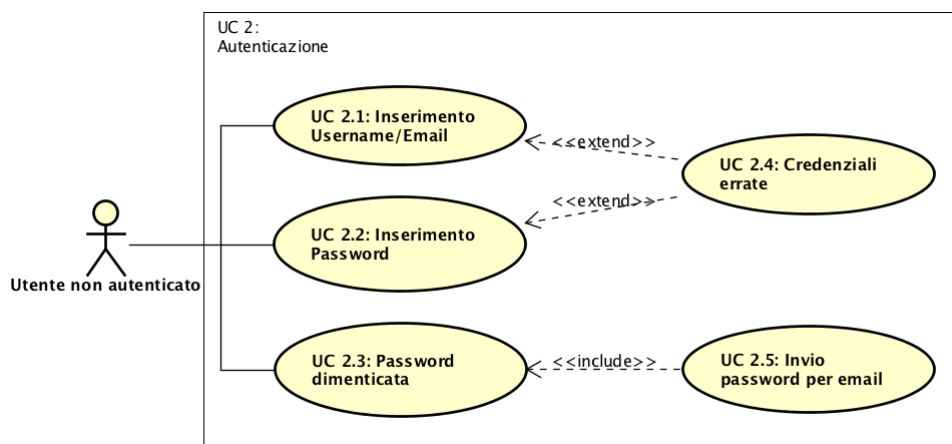 UC 2:
Autenticazione
UC 2.1: Inserimento
Username/Email
<<extend>>
UC 2.4: Credenziali
errate
<<extend>>
UC 2.2: Inserimento
Password
Utente non autenticato
UC 2.3: Password
dimenticata
<<include>>
UC 2.5: Invio
password per email